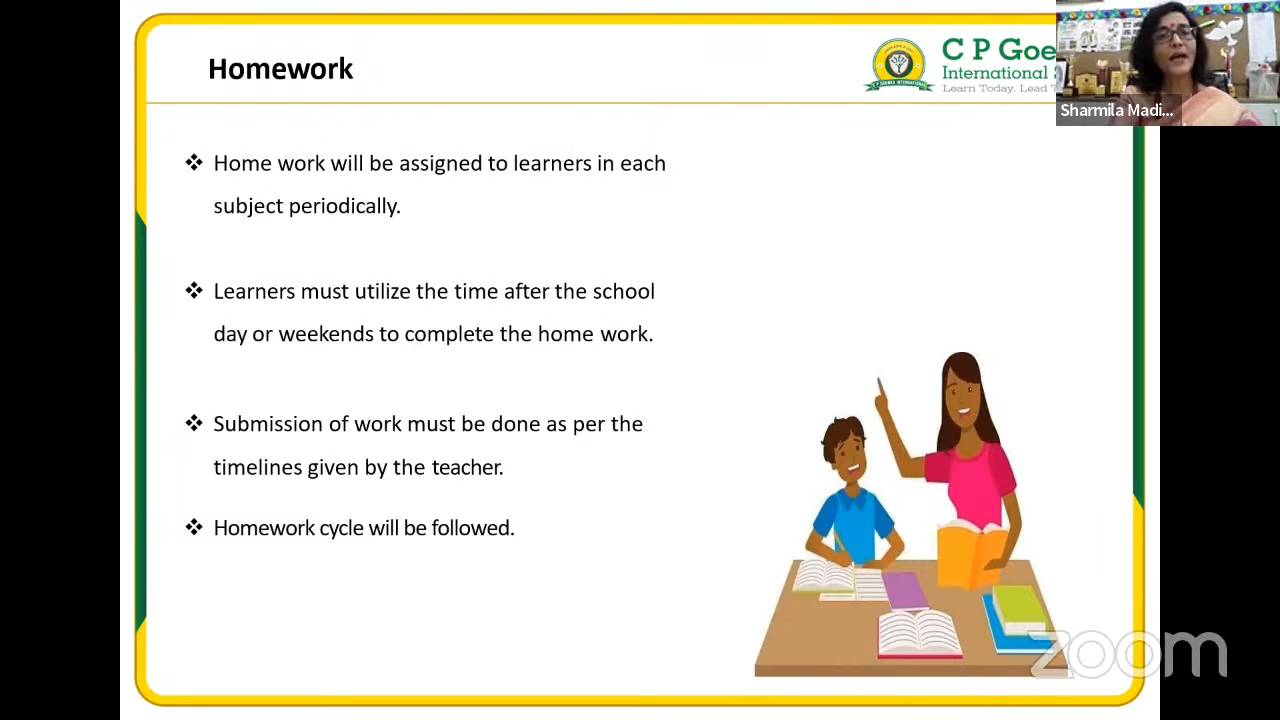 Homework
C P Goe
International S
Learn Today. Lead T
Sharmila Madi...
❖ Home work will be assigned to learners in each
subject periodically.
❖ Learners must utilize the time after the school
day or weekends to complete the home work.
❖ Submission of work must be done as per the
timelines given by the teacher.
❖ Homework cycle will be followed.
zoom